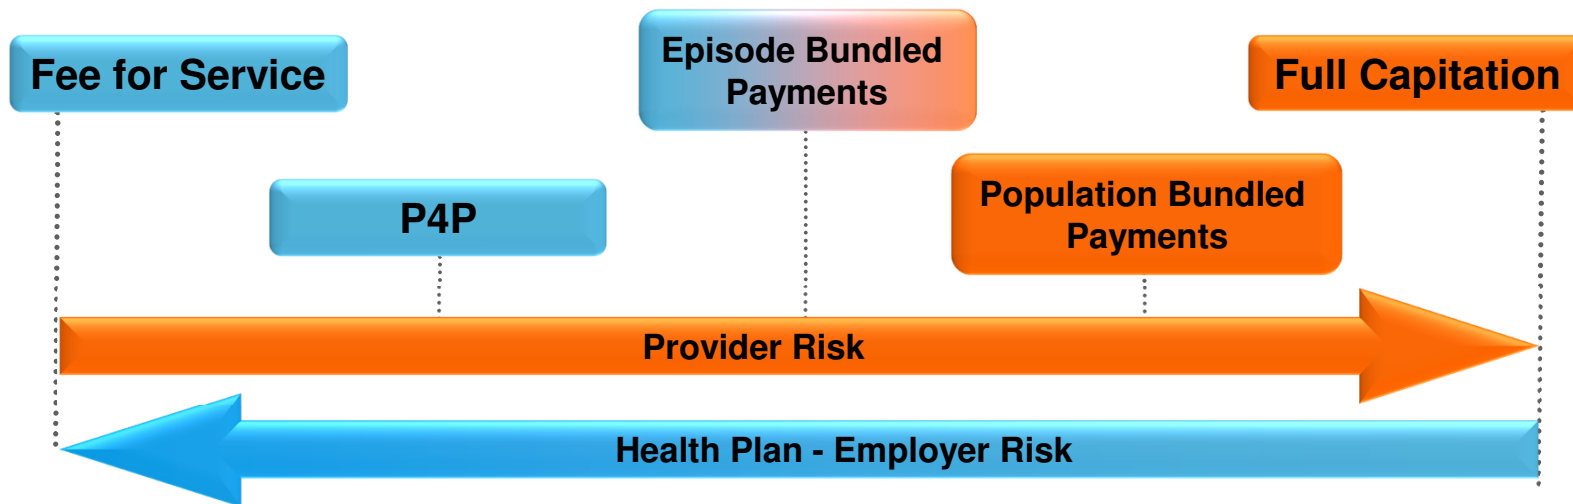 Fee for Service
Episode Bundled
Payments
Full Capitation
P4P
Population Bundled
Payments
Provider Risk
Health Plan - Employer Risk